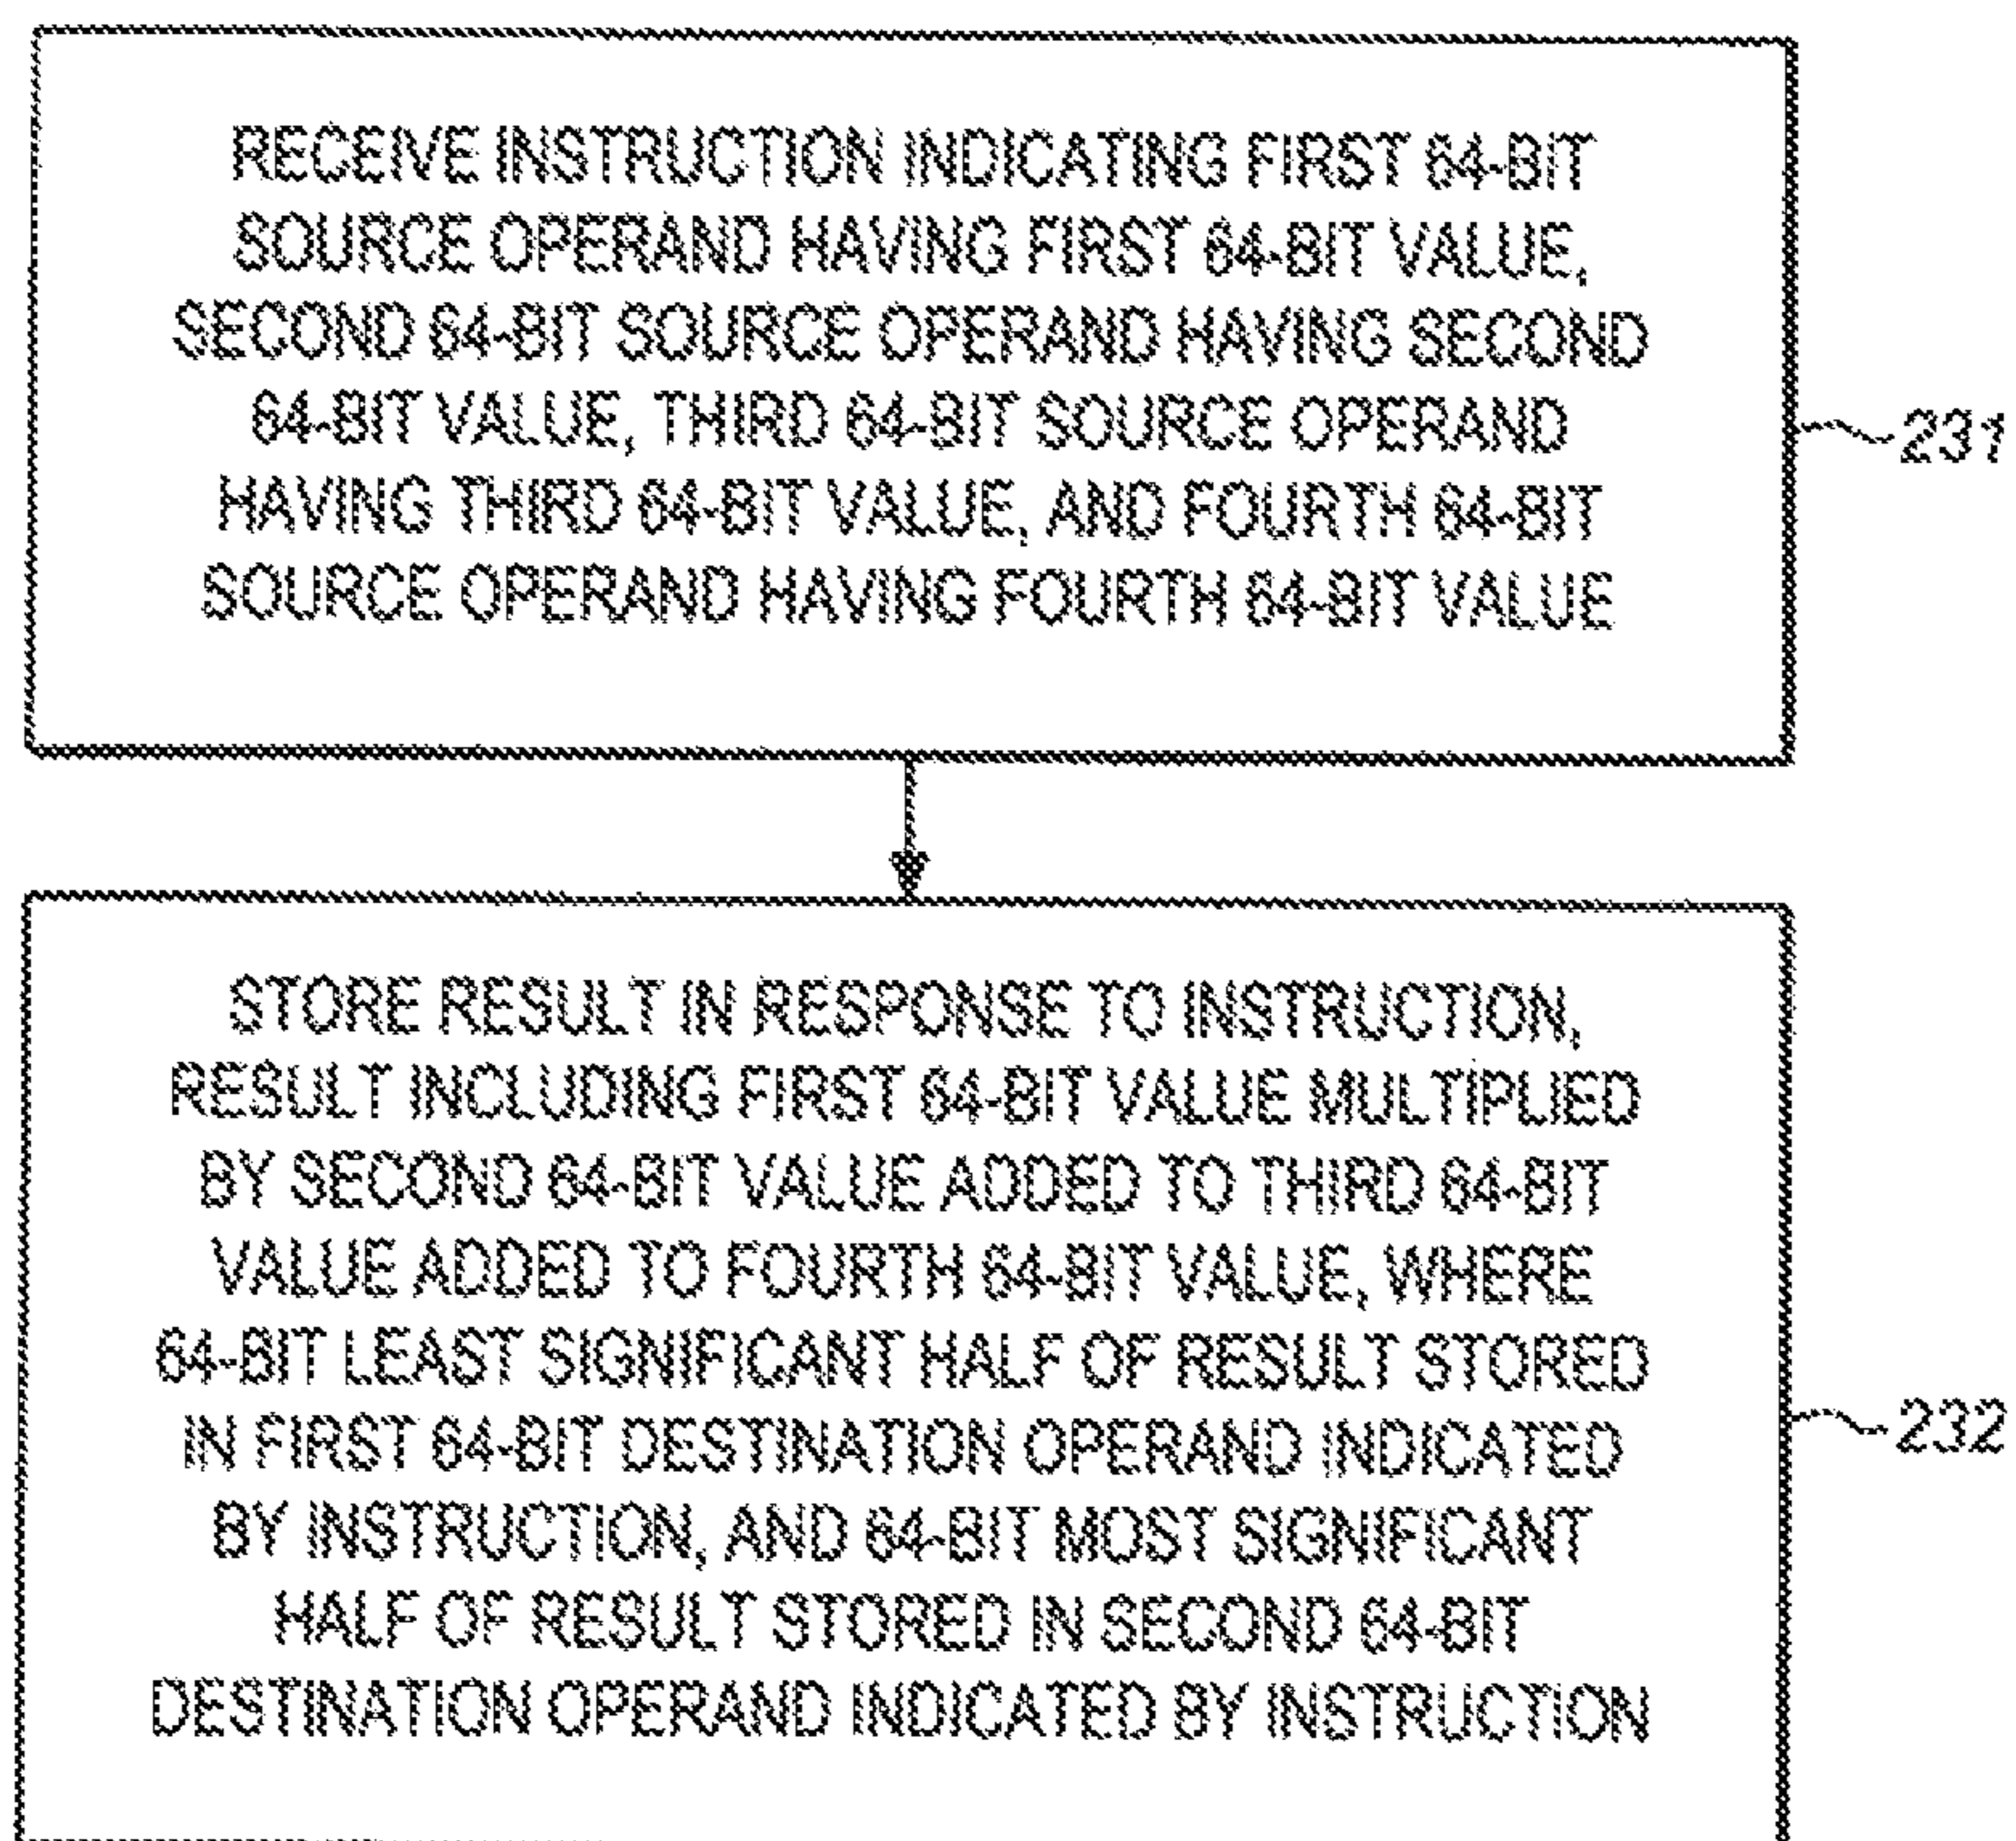 RECEIVE INSTRUCTION INDICATING FIRST 64-BIT
SOURCE OPERAND HAVING FIRST 64-BIT VALUE,
SECOND 64-BIT SOURCE OPERAND HAVING SECOND
64-BIT VALUE, THIRD 64-BIT SOURCE OPERAND
HAVING THIRD 64-BIT VALUE, AND FOURTH 64-BIT
SOURCE OPERAND HAVING FOURTH 64-BIT VALUE
231
STORE RESULT IN RESPONSE TO INSTRUCTION,
RESULT INCLUDING FIRST 64-BIT VALUE MULTIPLIED
BY SECOND 64-BIT VALUE ADDED TO THIRD 64-BIT
VALUE ADDED TO FOURTH 64-BIT VALUE, WHERE
64-BIT LEAST SIGNIFICANT HALF OF RESULT STORED
IN FIRST 64-BIT DESTINATION OPERAND INDICATED
BY INSTRUCTION, AND 64-BIT MOST SIGNIFICANT
HALF OF RESULT STORED IN SECOND 64-BIT
DESTINATION OPERAND INDICATED BY INSTRUCTION
232